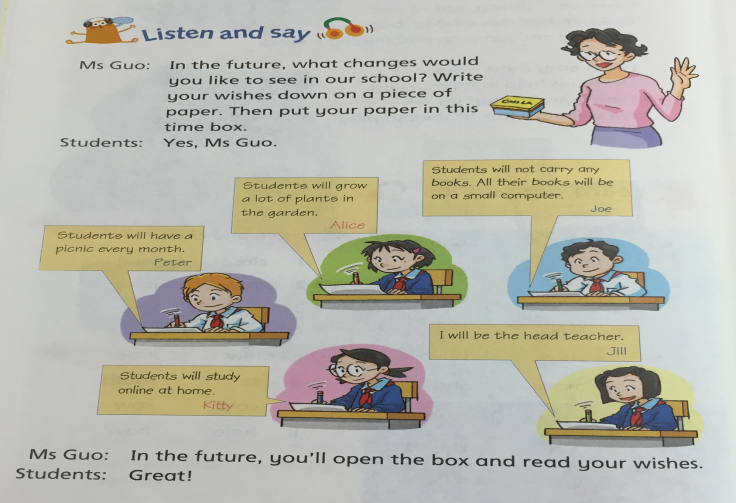 Listen and say
Ms Guo: In the future, what changes would
you like to see in our school? Write
your wishes down on a piece of
paper. Then put your paper in this
time box.
Students: Yes, Ms Guo.
Students will not carry any
books. All their books will be
on a small computer.
Joe
Students will grow
a lot of plants in
the garden.
Alice
Students will have a
picnic every month.
Peter
I will be the head teacher.
Jill
Students will study
online at home.
Kitty
Ms Guo: In the future, you'll open the box and read your wishes.
Students: Great!